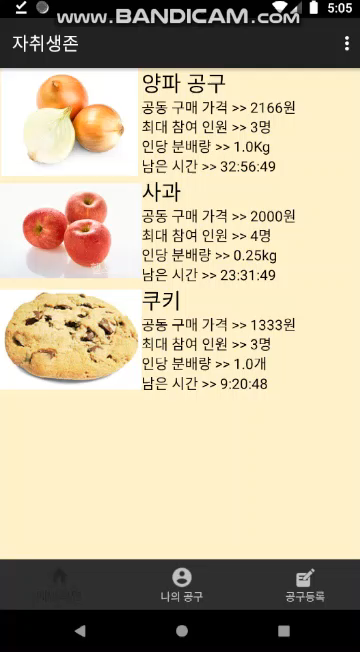 www.BANDICAM.com
5:05
자취생존
양파 공구
공동 구매 가격 >> 2166원
최대 참여 인원 >> 3명
인당 분배량 >> 1.0Kg
남은 시간 >> 32:56:49
사과
공동 구매 가격 >> 2000원
최대 참여 인원 >> 4명
인당 분배량 >> 0.25kg
남은 시간 >> 23:31:49
쿠키
공동 구매 가격 >> 1333원
최대 참여 인원 >> 3명
인당 분배량 >> 1.0개
남은 시간 >> 9:20:48
나의 공구
공구등록